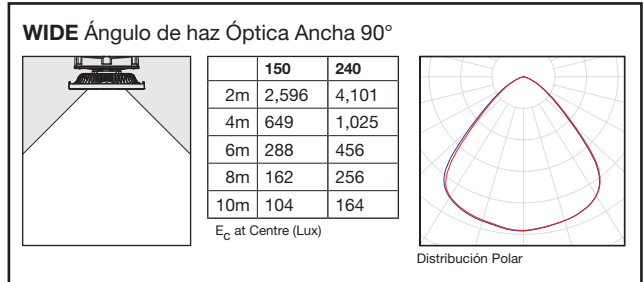 WIDE Ángulo de haz Óptica Ancha 90°
150 240
2m 2,596 4,101
4m 649 1,025
6m 288 456
8m 162 256
10m 104 164
EC at Centre (Lux)
Distribución Polar